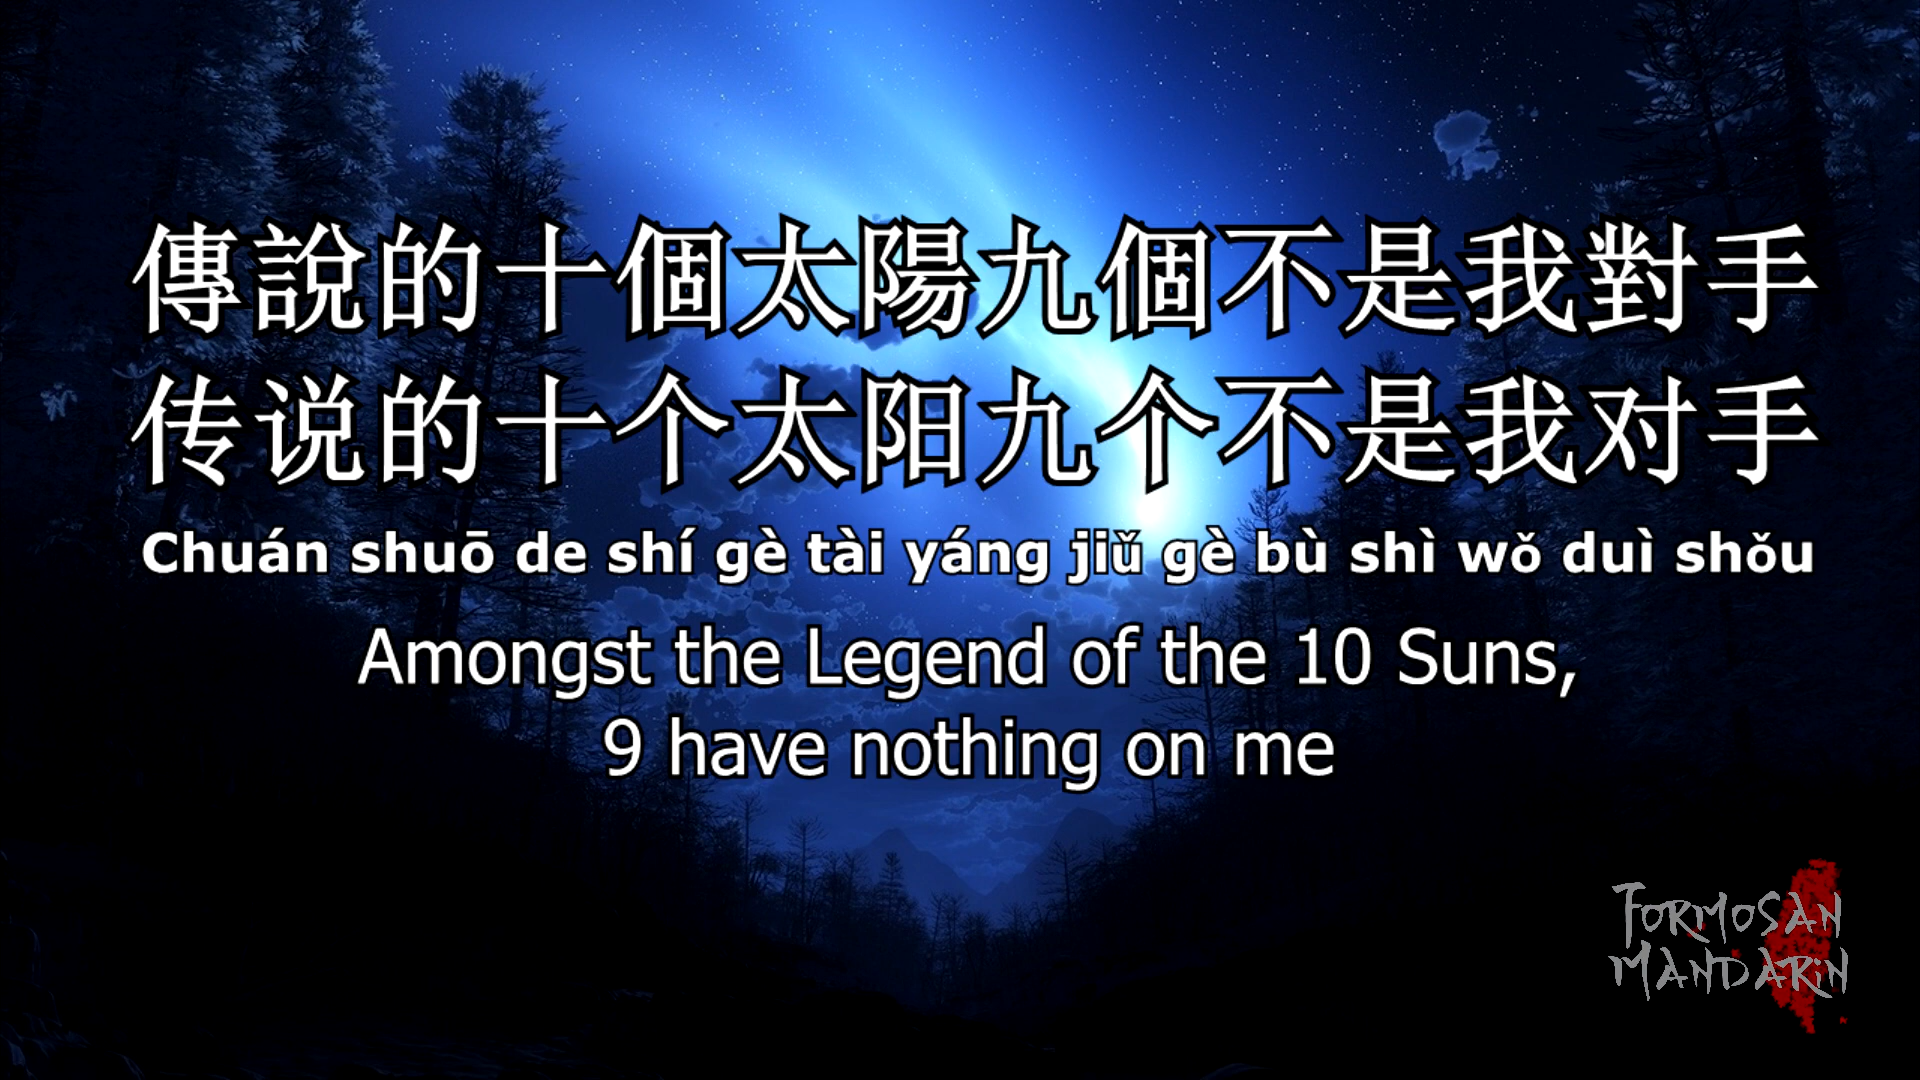 傳說的十個太陽九個不是我對手
传说的十个太阳九个不是我对手
Chuán shuō de shí gè tài yáng jiǔ gè bù shì wǒ duì shǒu
Amongst the Legend of the 10 Suns,
9 have nothing on me
FORMOSAN
MANDARiN